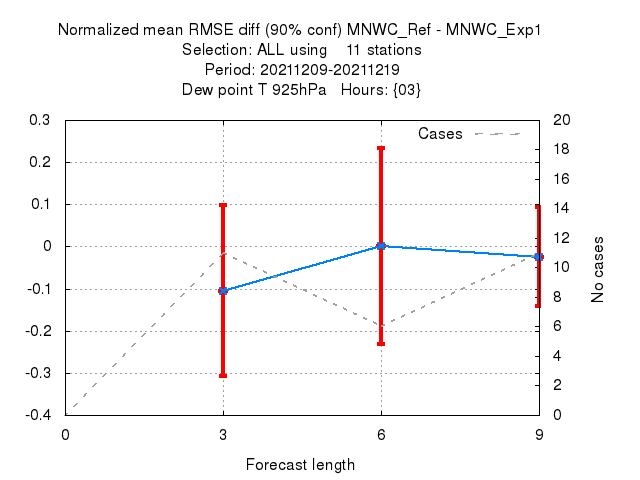 Normalized mean RMSE diff (90% conf) MNWC_Ref - MNWC_Exp1
Selection: ALL using 11 stations
Period: 20211209-20211219
Dew point T 925hPa Hours: {03}
Cases
0.3
0.2
0.1
0
-0.1
-0.2
-0.3
-0.4
20
18
16
14
12
10
8
6
4
2
0
No cases
0 3 6 9
Forecast length